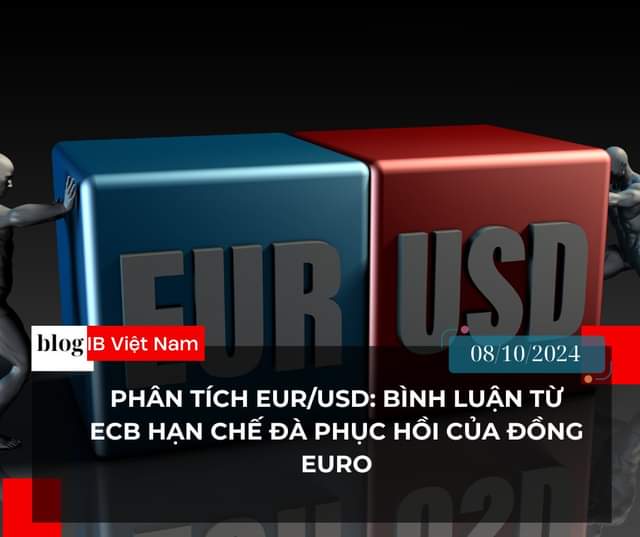 EUR USD
blog IB Việt Nam
08/10/2024
PHÂN TÍCH EUR/USD: BÌNH LUẬN TỪ
ECB HẠN CHẾ ĐÀ PHỤC HỒI CỦA ĐỒNG
EURO